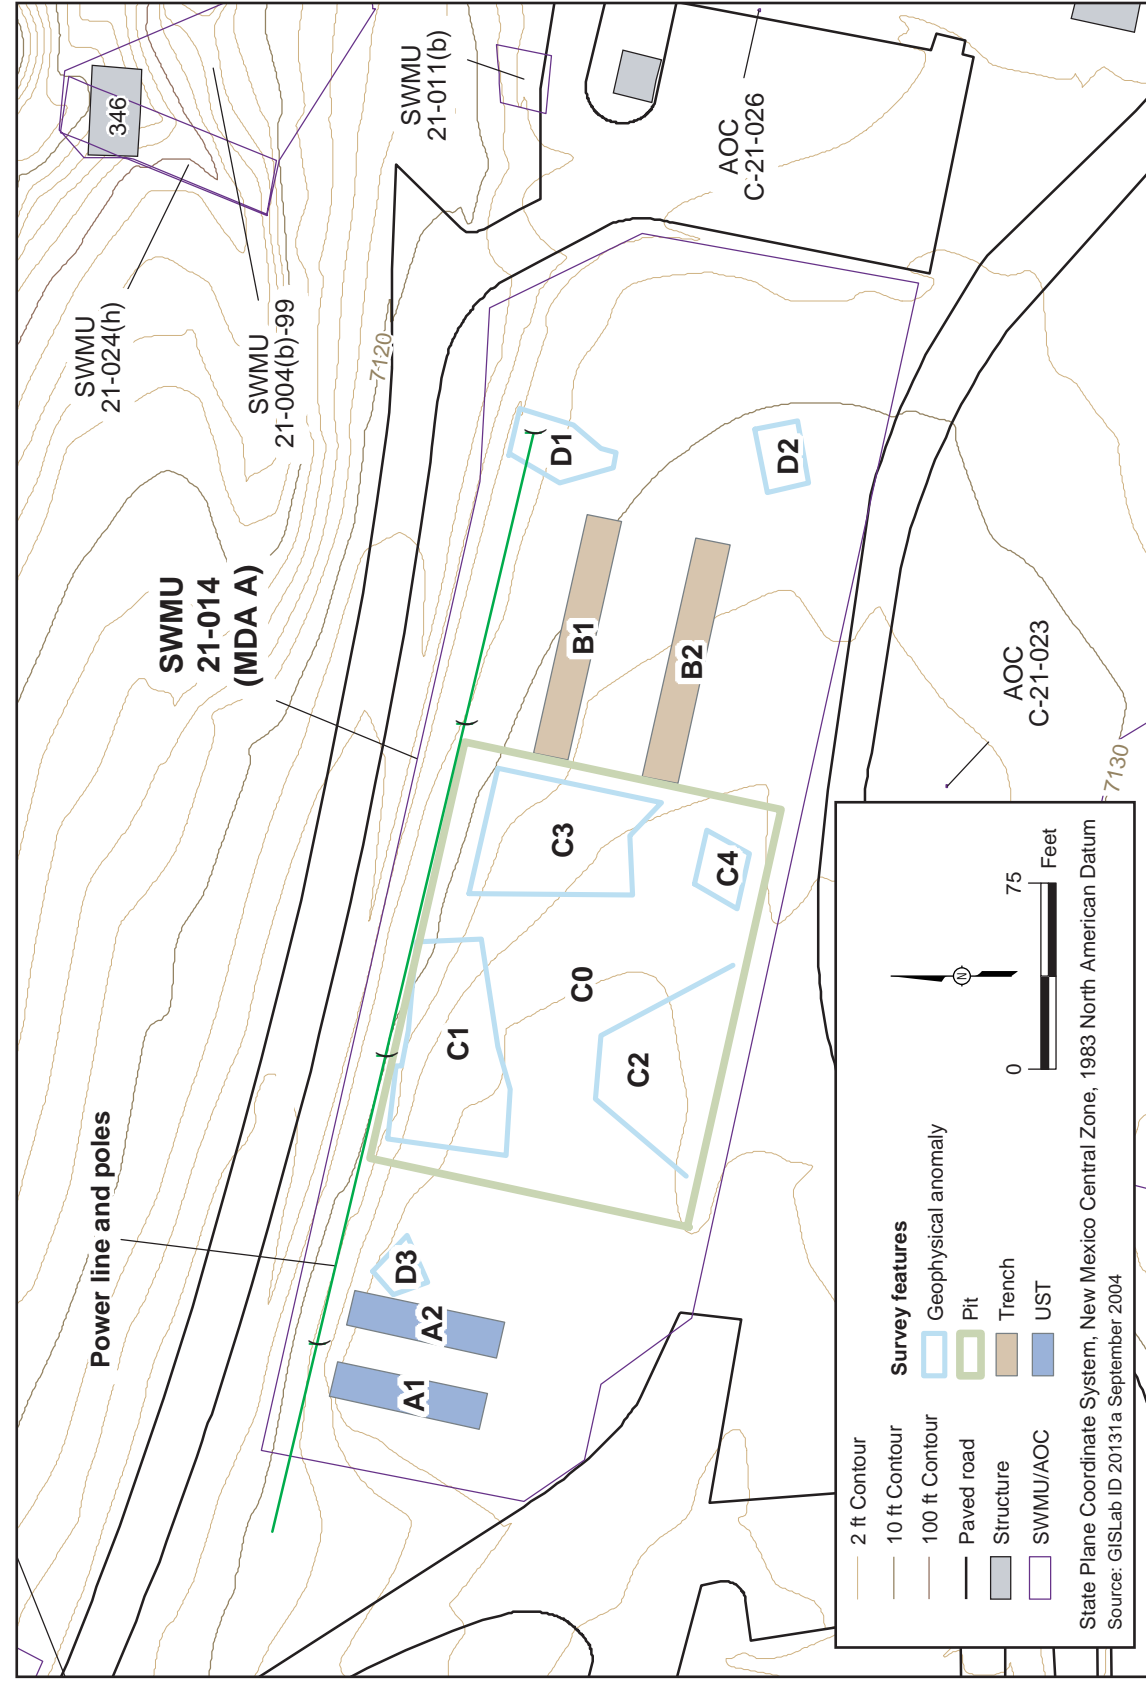 346
SWMU
21-011(b)
AOC
C-21-026
SWMU
21-024(h)
SWMU
21-004(b)-99
7120
SWMU
21-014
(MDA A)
Power line and poles
D1
D2
B1
B2
C3
C4
C1
C0
C2
D3
A2
A1
AOC
C-21-023
7130
2 ft Contour
10 ft Contour
100 ft Contour
Paved road
Structure
SWMU/AOC
Survey features
Geophysical anomaly
Pit
Trench
UST
N
0 75
Feet
State Plane Coordinate System, New Mexico Central Zone, 1983 North American Datum
Source: GISLab ID 20131a September 2004